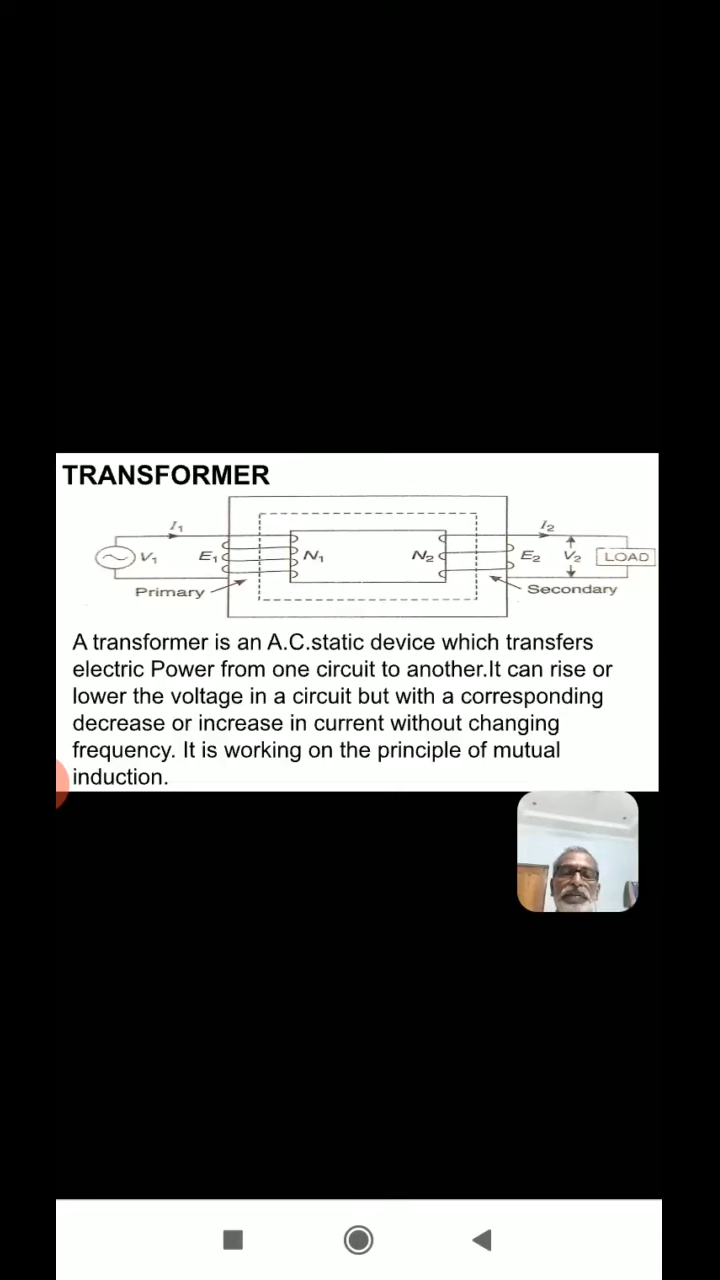 TRANSFORMER
I₁ I₂
V₁ E₁ N₁ N₂ E₂ V₂ LOAD
Primary Secondary
A transformer is an A.C.static device which transfers
electric Power from one circuit to another.It can rise or
lower the voltage in a circuit but with a corresponding
decrease or increase in current without changing
frequency. It is working on the principle of mutual
induction.